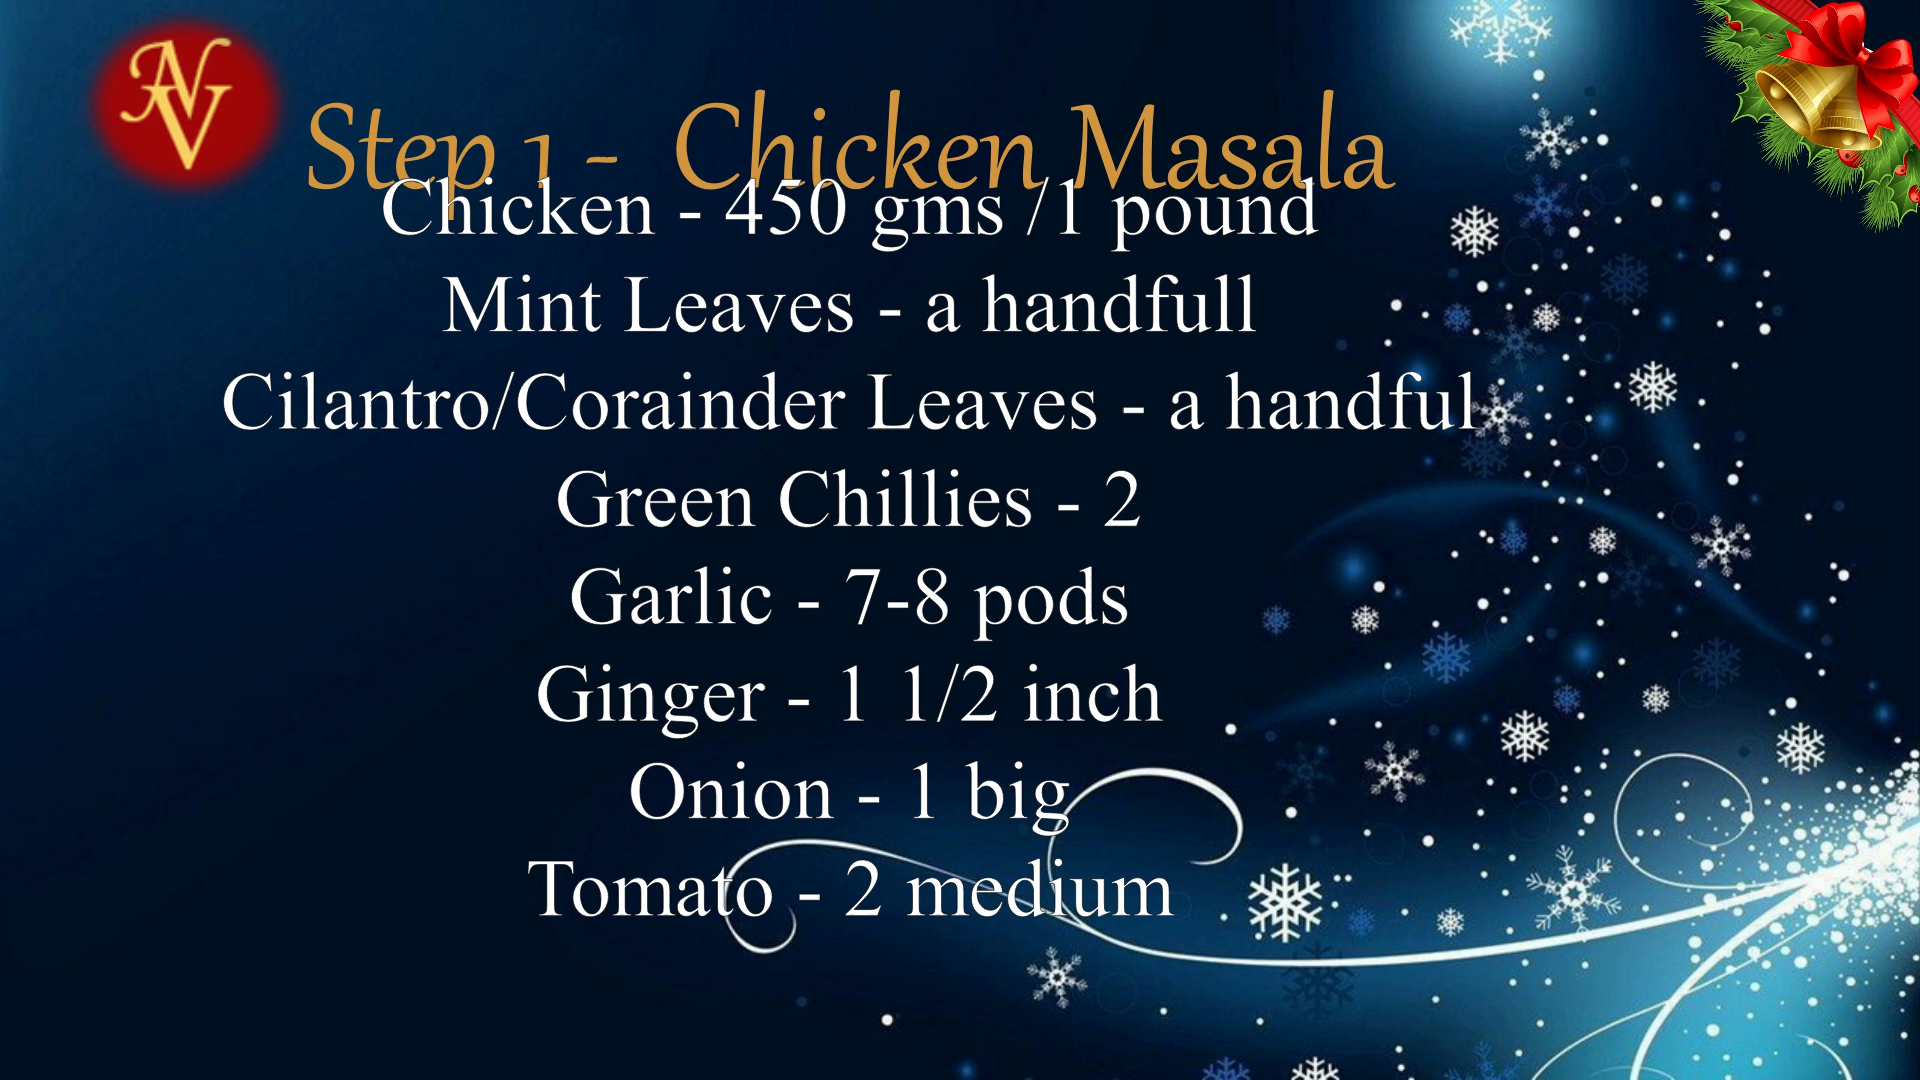 NV
Step 1 - Chicken Masala
Chicken - 450 gms /1 pound
Mint Leaves - a handfull
Cilantro/Corainder Leaves - a handful
Green Chillies - 2
Garlic - 7-8 pods
Ginger - 1 1/2 inch
Onion - 1 big
Tomato - 2 medium